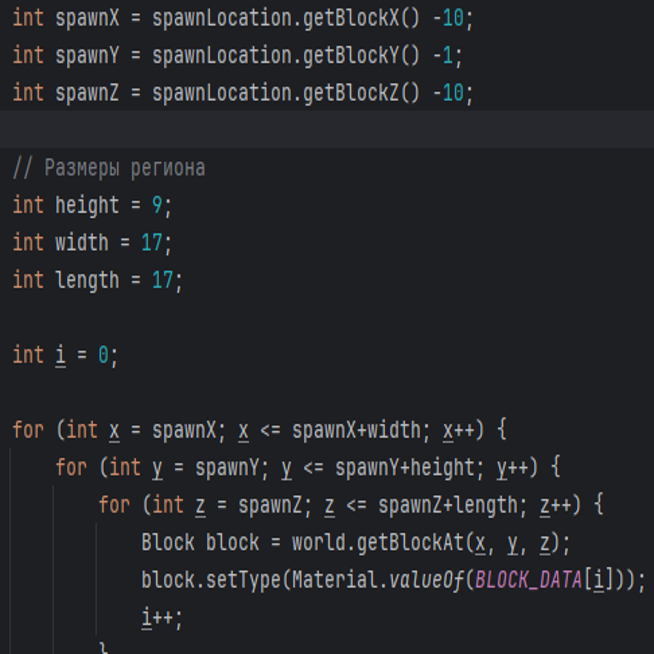 int spawnX = spawnLocation.getBlockX() -10;
int spawnY = spawnLocation.getBlockY() -1;
int spawnZ = spawnLocation.getBlockZ() -10;
// Размеры региона
int height = 9;
int width = 17;
int length = 17;
int i = 0;
for (int x = spawnX; x <= spawnX+width; x++) {
for (int y = spawnY; y <= spawnY+height; y++) {
for (int z = spawnZ; z <= spawnZ+length; z++) {
Block block = world.getBlockAt(x, y, z);
block.setType(Material.valueOf(BLOCK_DATA[i]));
i++;
}